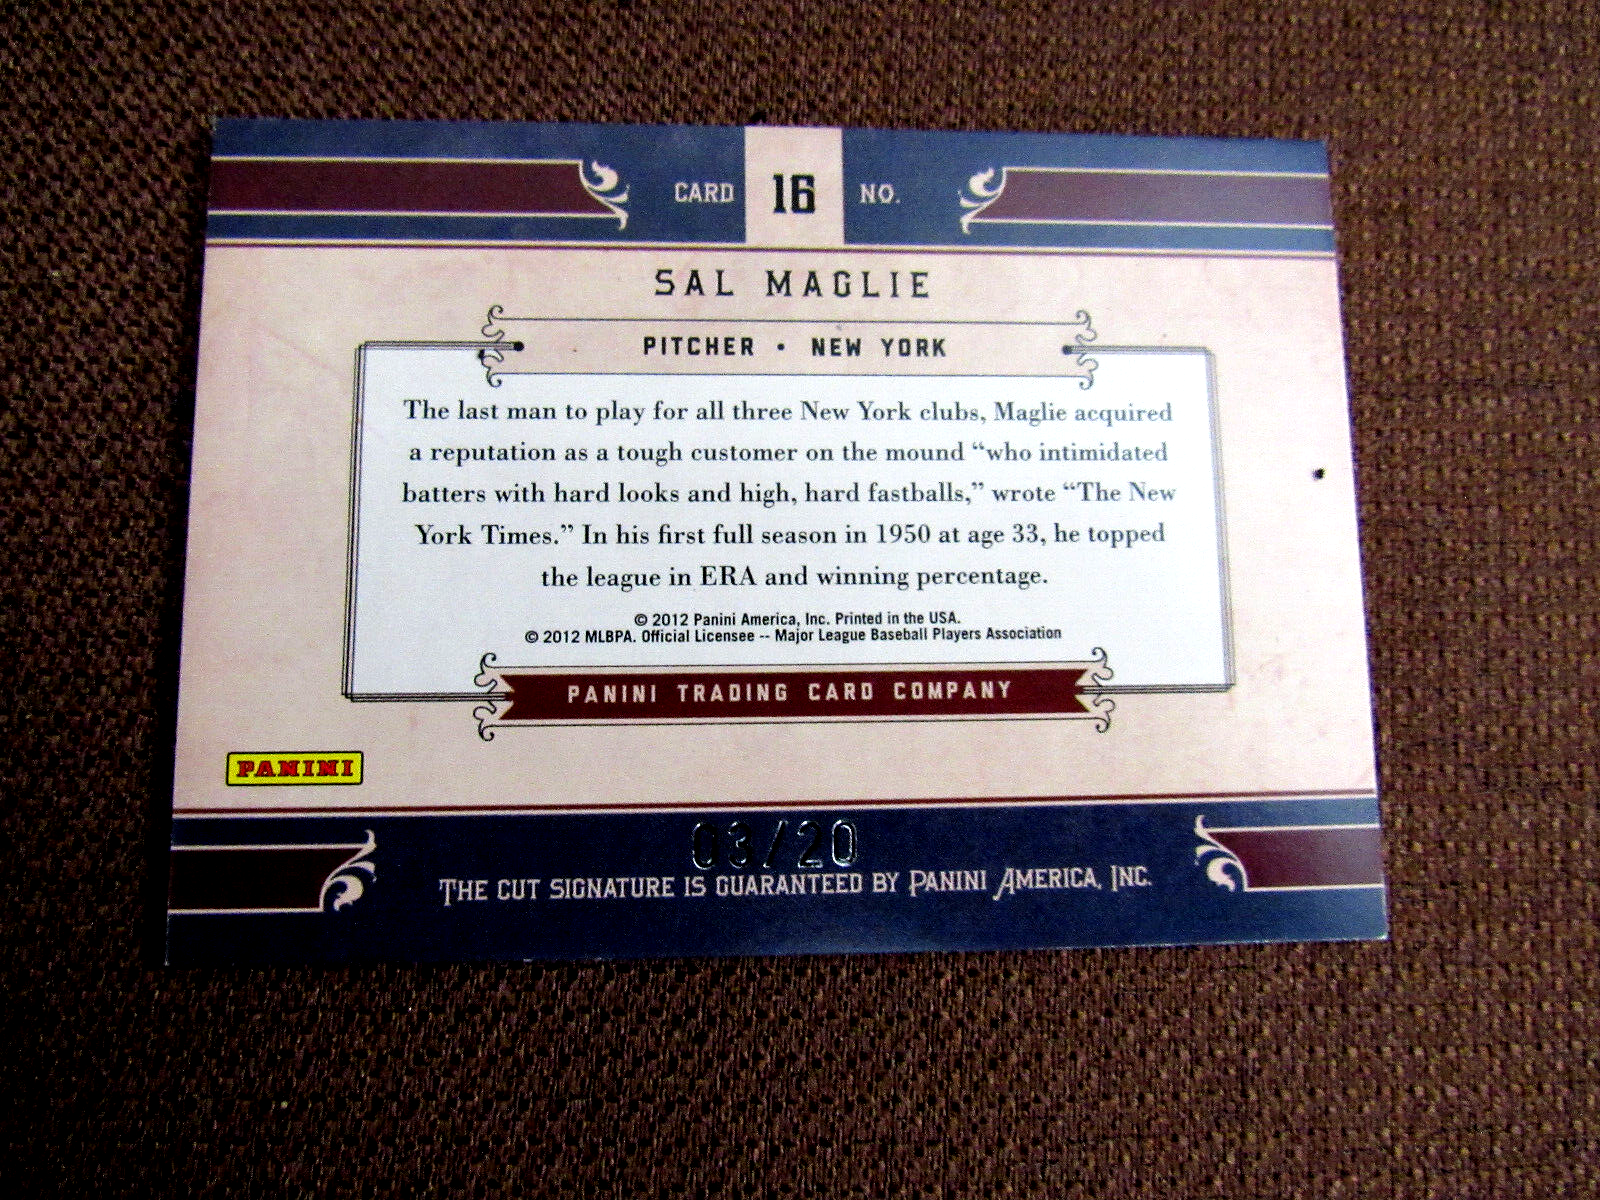 CARD 16 NO.
SAL MAGLIE
PITCHER • NEW YORK
The last man to play for all three New York clubs, Maglie acquired
a reputation as a tough customer on the mound “who intimidated
batters with hard looks and high, hard fastballs,” wrote “The New
York Times.” In his first full season in 1950 at age 33, he topped
the league in ERA and winning percentage.
© 2012 Panini America, Inc. Printed in the USA.
© 2012 MLBPA. Official Licensee -- Major League Baseball Players Association
PANINI TRADING CARD COMPANY
PANINI
03/20
THE CUT SIGNATURE IS GUARANTEED BY PANINI AMERICA, INC.